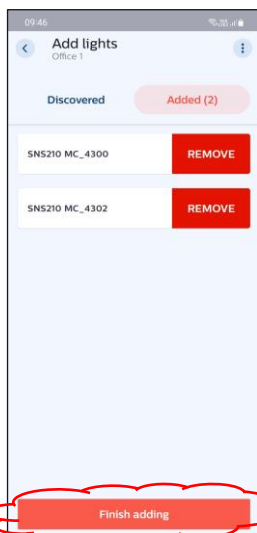 09:46
Add lights
Office 1
Discovered Added (2)
SNS210 MC_4300 REMOVE
SNS210 MC_4302 REMOVE
Finish adding